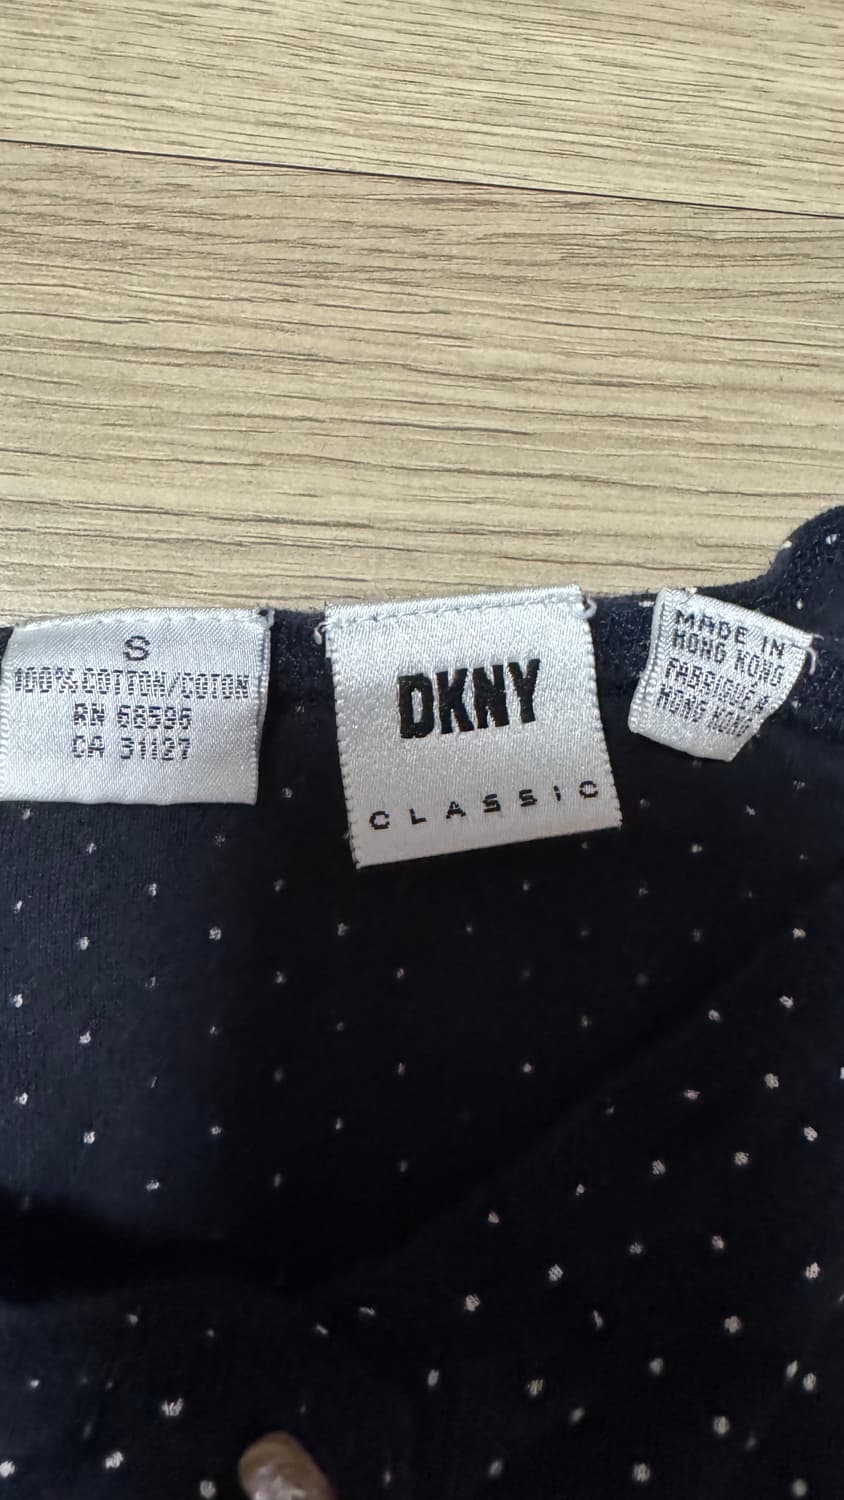 S
100% COTTON/COTON
RN 68595
CA 31127
DKNY
CLASSiC
MADE IN
HONG KONG
FABRIQUÉ À
HONG KONG